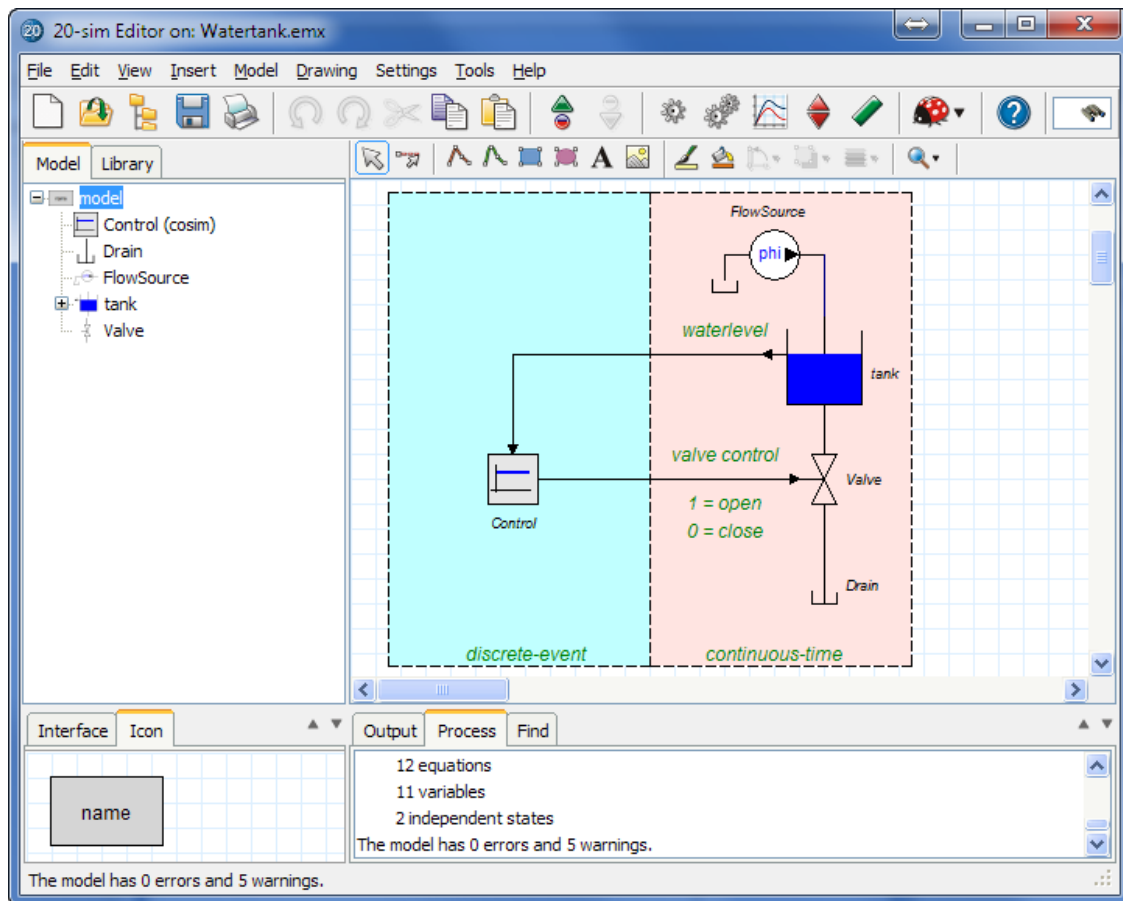 20-sim Editor on: Watertank.emx
File Edit View Insert Model Drawing Settings Tools Help
Model Library
A
model
Control (cosim)
Drain
FlowSource
tank
Valve
FlowSource
phi
waterlevel
tank
valve control
Valve
1 = open
0 = close
Control
Drain
discrete-event
continuous-time
Interface Icon
Output Process Find
name
12 equations
11 variables
2 independent states
The model has 0 errors and 5 warnings.
The model has 0 errors and 5 warnings.